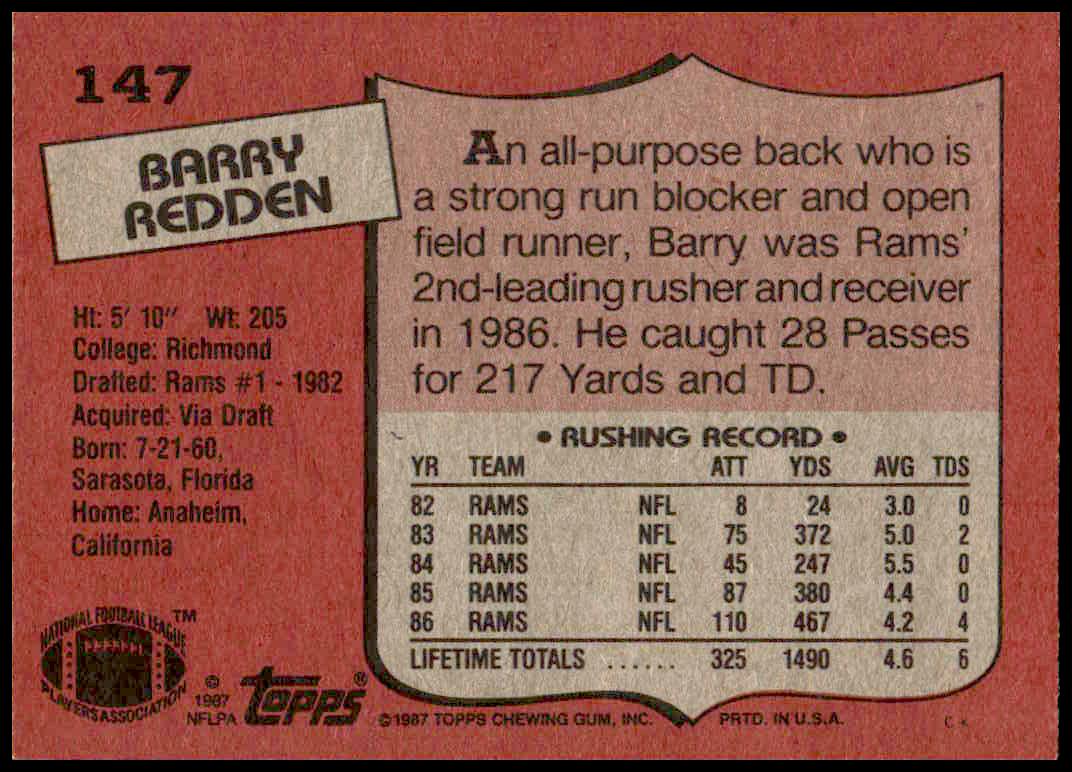 147
BARRY
REDDEN
Ht: 5' 10" Wt: 205
College: Richmond
Drafted: Rams #1 - 1982
Acquired: Via Draft
Born: 7-21-60,
Sarasota, Florida
Home: Anaheim,
California
An all-purpose back who is
a strong run blocker and open
field runner, Barry was Rams'
2nd-leading rusher and receiver
in 1986. He caught 28 Passes
for 217 Yards and TD.
• RUSHING RECORD •
YR TEAM ATT YDS AVG TDS
82 RAMS NFL 8 24 3.0 0
83 RAMS NFL 75 372 5.0 2
84 RAMS NFL 45 247 5.5 0
85 RAMS NFL 87 380 4.4 0
86 RAMS NFL 110 467 4.2 4
LIFETIME TOTALS ...... 325 1490 4.6 6
NATIONAL FOOTBALL LEAGUE ™
PLAYERS ASSOCIATION
© 1987 NFLPA
Topps ®
©1987 TOPPS CHEWING GUM, INC. PRTD. IN U.S.A.